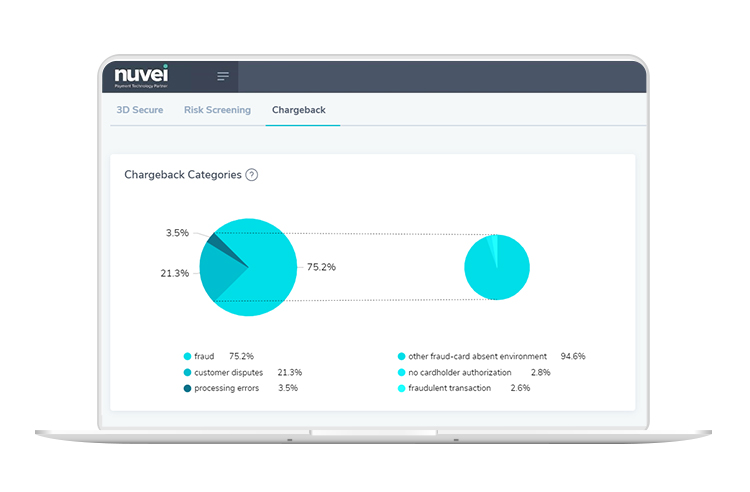 nuvei
Payment Technology Partner
3D Secure Risk Screening Chargeback
Chargeback Categories ?
3.5%
21.3%
75.2%
fraud 75.2%
customer disputes 21.3%
processing errors 3.5%
other fraud-card absent environment 94.6%
no cardholder authorization 2.8%
fraudulent transaction 2.6%